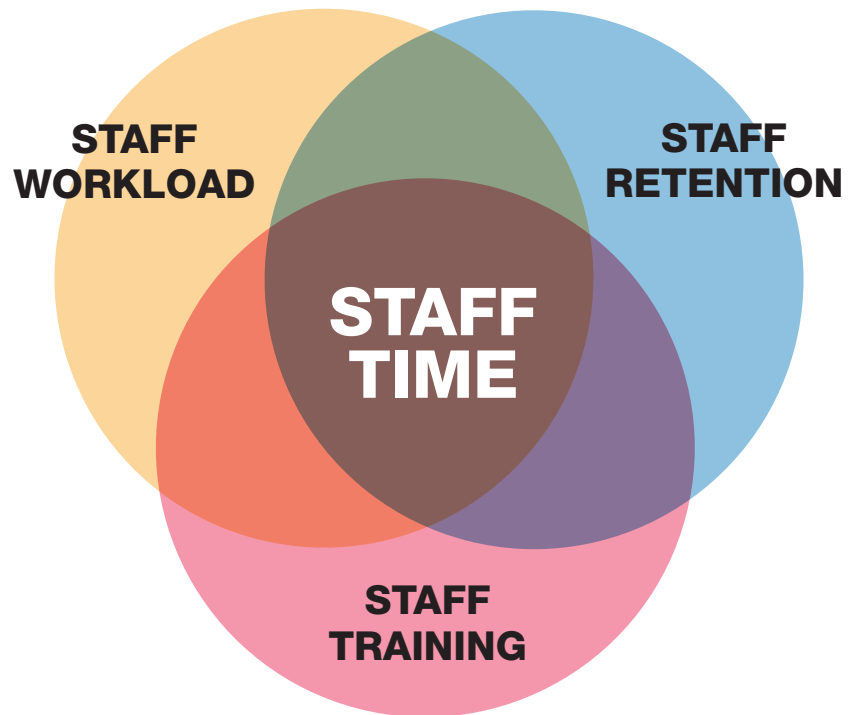 STAFF
WORKLOAD
STAFF
RETENTION
STAFF
TIME
STAFF
TRAINING